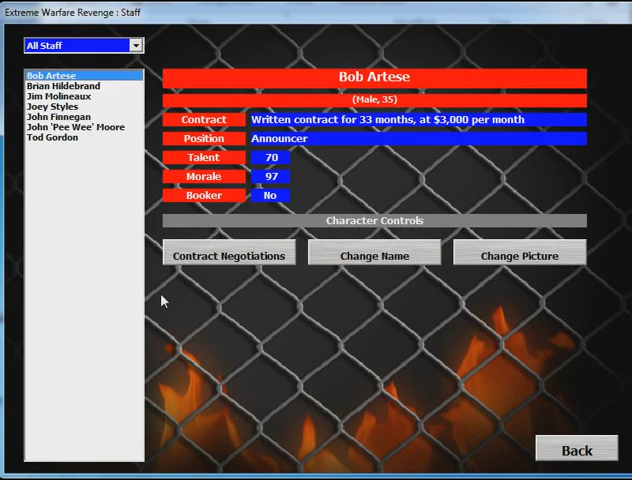 Extreme Warfare Revenge : Staff
All Staff
Bob Artese
Brian Hildebrand
Jim Molineaux
Joey Styles
John Finnegan
John 'Pee Wee' Moore
Tod Gordon
Bob Artese
(Male, 35)
Contract Written contract for 33 months, at $3,000 per month
Position Announcer
Talent 70
Morale 97
Booker No
Character Controls
Contract Negotiations Change Name Change Picture
Back